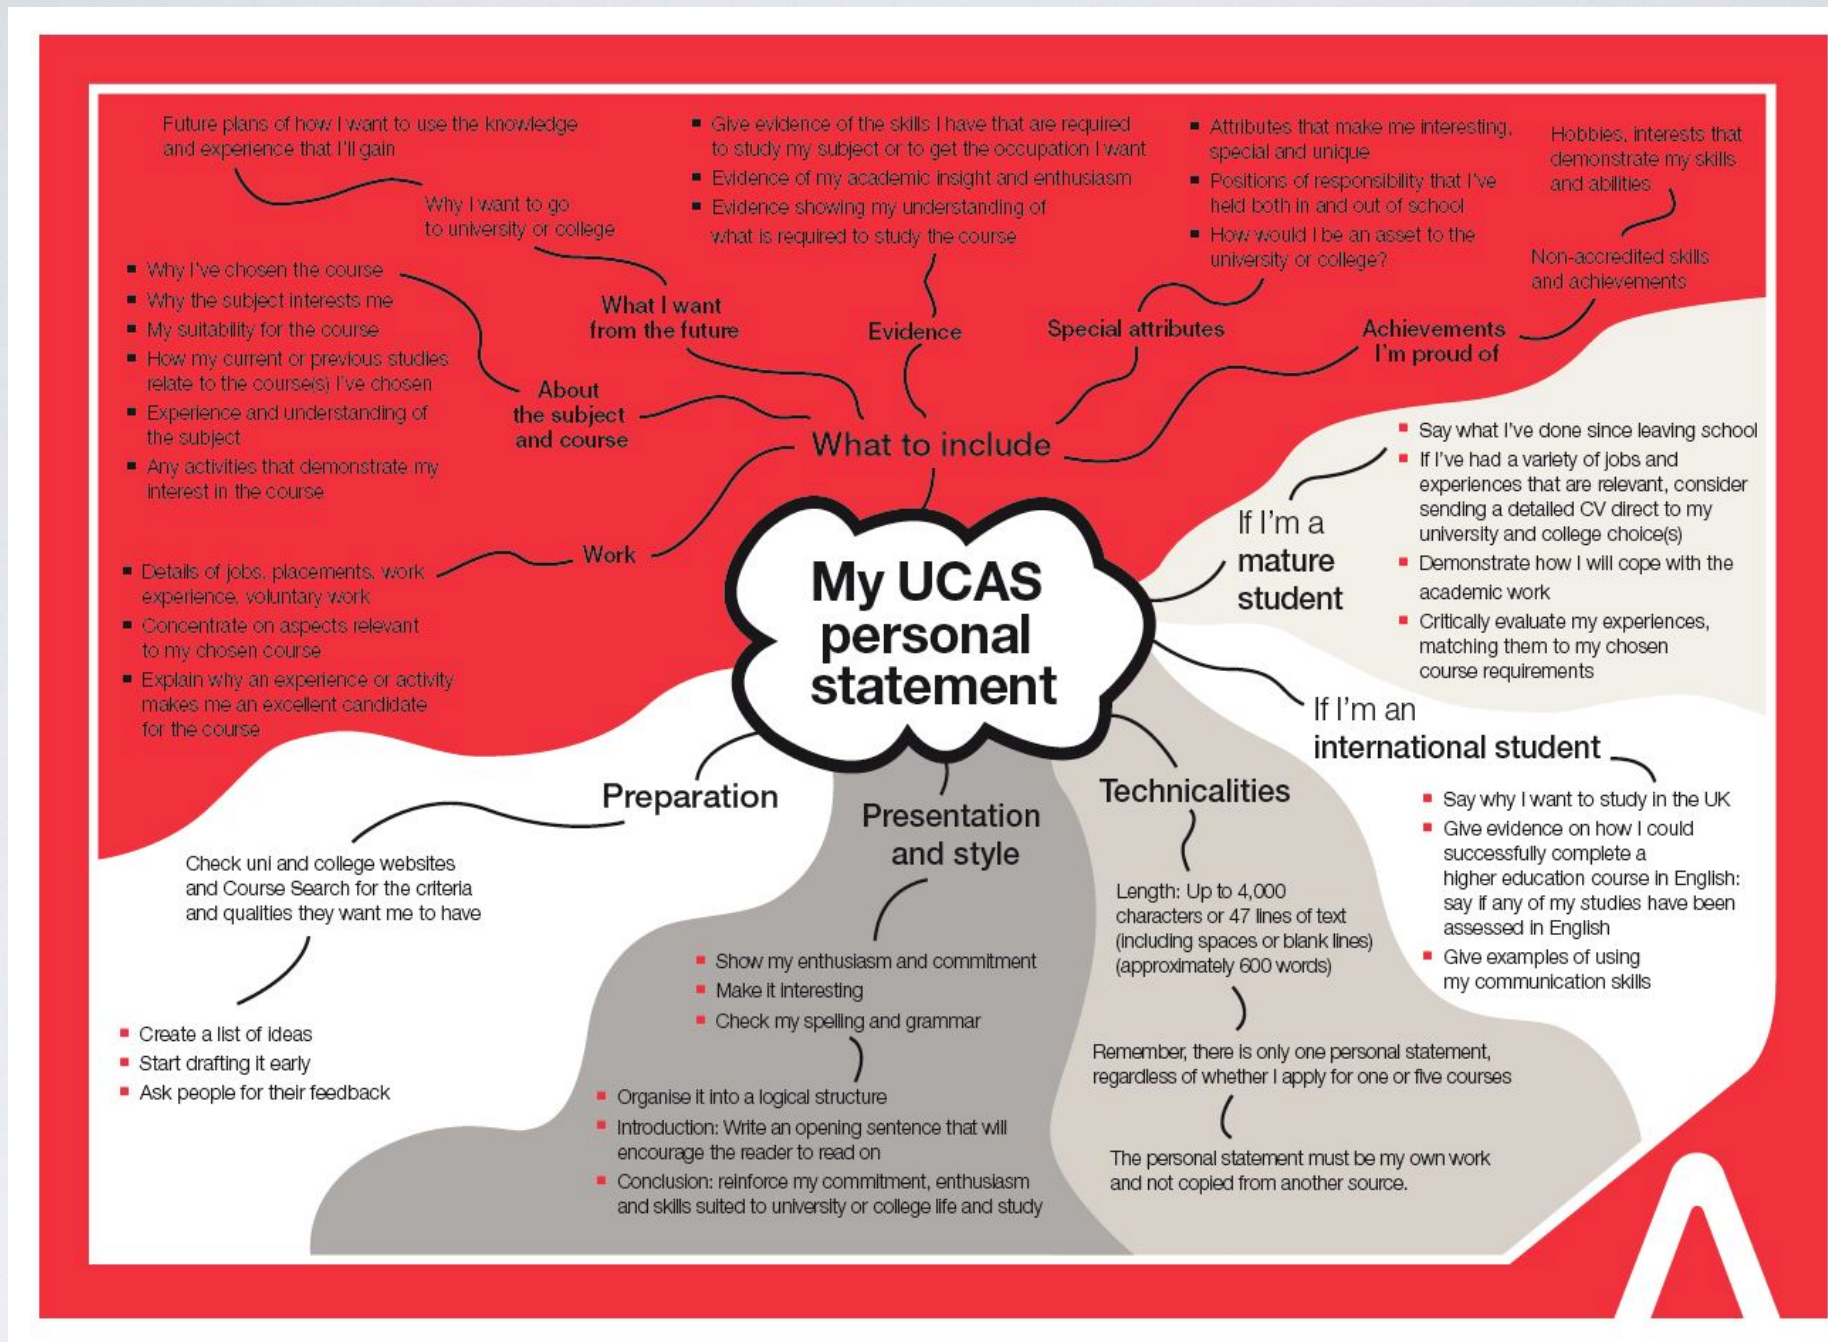 Future plans of how I want to use the knowledge
and experience that I'll gain
Why I want to go
to university or college
What I want
from the future
▪ Give evidence of the skills I have that are required
to study my subject or to get the occupation I want
▪ Evidence of my academic insight and enthusiasm
▪ Evidence showing my understanding of
what is required to study the course
Evidence
▪ Attributes that make me interesting,
special and unique
▪ Positions of responsibility that I've
held both in and out of school
▪ How would I be an asset to the
university or college?
Special attributes
Hobbies, interests that
demonstrate my skills
and abilities
Non-accredited skills
and achievements
Achievements
I'm proud of
▪ Why I've chosen the course
▪ Why the subject interests me
▪ My suitability for the course
▪ How my current or previous studies
relate to the course(s) I've chosen
▪ Experience and understanding of
the subject
▪ Any activities that demonstrate my
interest in the course
About
the subject
and course
What to include
Work
▪ Details of jobs, placements, work
experience, voluntary work
▪ Concentrate on aspects relevant
to my chosen course
▪ Explain why an experience or activity
makes me an excellent candidate
for the course
My UCAS
personal
statement
If I'm a
mature
student
▪ Say what I've done since leaving school
▪ If I've had a variety of jobs and
experiences that are relevant, consider
sending a detailed CV direct to my
university and college choice(s)
▪ Demonstrate how I will cope with the
academic work
▪ Critically evaluate my experiences,
matching them to my chosen
course requirements
If I'm an
international student
▪ Say why I want to study in the UK
▪ Give evidence on how I could
successfully complete a
higher education course in English:
say if any of my studies have been
assessed in English
▪ Give examples of using
my communication skills
Preparation
Check uni and college websites
and Course Search for the criteria
and qualities they want me to have
▪ Create a list of ideas
▪ Start drafting it early
▪ Ask people for their feedback
Presentation
and style
▪ Show my enthusiasm and commitment
▪ Make it interesting
▪ Check my spelling and grammar
▪ Organise it into a logical structure
▪ Introduction: Write an opening sentence that will
encourage the reader to read on
▪ Conclusion: reinforce my commitment, enthusiasm
and skills suited to university or college life and study
Technicalities
Length: Up to 4,000
characters or 47 lines of text
(including spaces or blank lines)
(approximately 600 words)
Remember, there is only one personal statement,
regardless of whether I apply for one or five courses
The personal statement must be my own work
and not copied from another source.